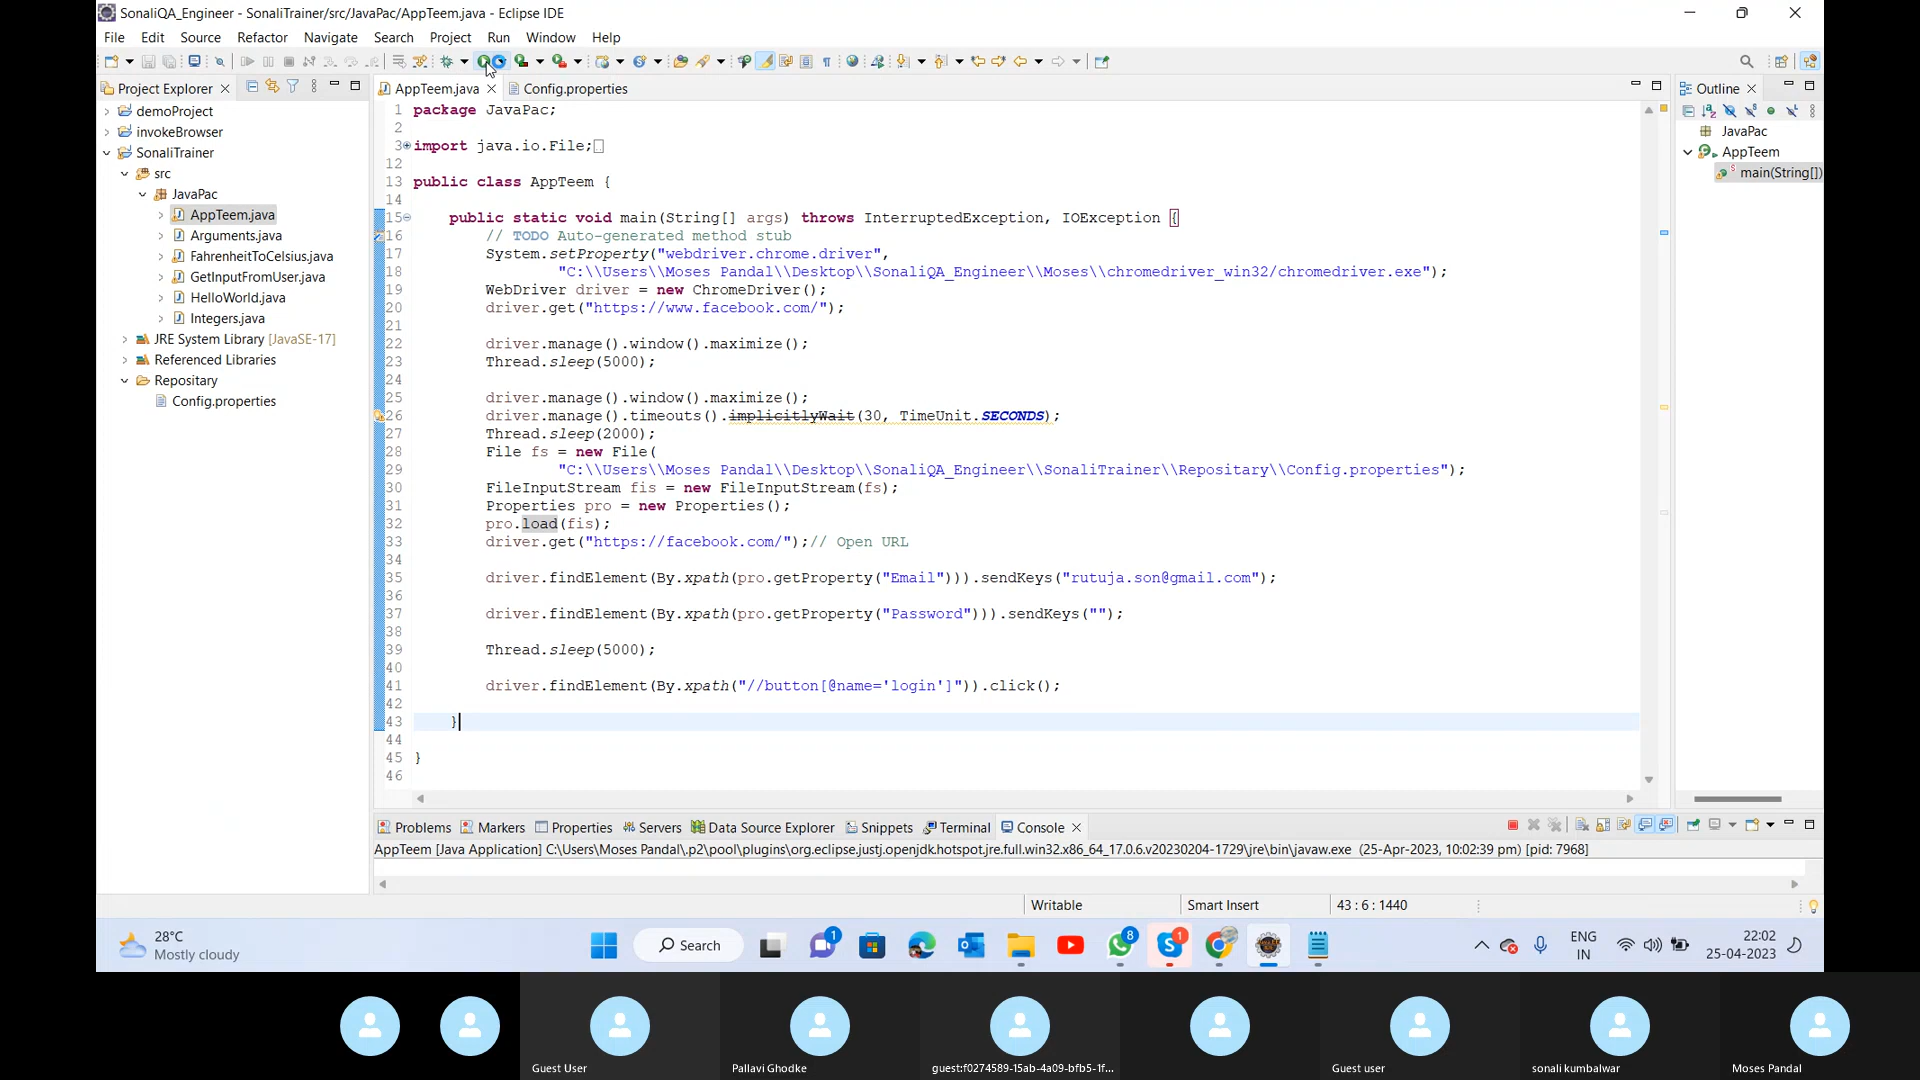 SonaliQA_Engineer - SonaliTrainer/src/JavaPac/AppTeem.java - Eclipse IDE
File Edit Source Refactor Navigate Search Project Run Window Help
Project Explorer
demoProject
invokeBrowser
SonaliTrainer
src
JavaPac
AppTeem.java
Arguments.java
FahrenheitToCelsius.java
GetInputFromUser.java
HelloWorld.java
Integers.java
JRE System Library [JavaSE-17]
Referenced Libraries
Repositary
Config.properties
AppTeem.java Config.properties
1 package JavaPac;
2
3 import java.io.File;
12
13 public class AppTeem {
14
15 public static void main(String[] args) throws InterruptedException, IOException {
16 // TODO Auto-generated method stub
17 System.setProperty("webdriver.chrome.driver",
18 "C:\\Users\\Moses Pandal\\Desktop\\SonaliQA_Engineer\\Moses\\chromedriver_win32/chromedriver.exe");
19 WebDriver driver = new ChromeDriver();
20 driver.get("https://www.facebook.com/");
21
22 driver.manage().window().maximize();
23 Thread.sleep(5000);
24
25 driver.manage().window().maximize();
26 driver.manage().timeouts().implicitlyWait(30, TimeUnit.SECONDS);
27 Thread.sleep(2000);
28 File fs = new File(
29 "C:\\Users\\Moses Pandal\\Desktop\\SonaliQA_Engineer\\SonaliTrainer\\Repositary\\Config.properties");
30 FileInputStream fis = new FileInputStream(fs);
31 Properties pro = new Properties();
32 pro.load(fis);
33 driver.get("https://facebook.com/");// Open URL
34
35 driver.findElement(By.xpath(pro.getProperty("Email"))).sendKeys("rutuja.son@gmail.com");
36
37 driver.findElement(By.xpath(pro.getProperty("Password"))).sendKeys("");
38
39 Thread.sleep(5000);
40
41 driver.findElement(By.xpath("//button[@name='login']")).click();
42
43 }
44
45 }
46
Outline
JavaPac
AppTeem
main(String[])
Problems Markers Properties Servers Data Source Explorer Snippets Terminal Console
AppTeem [Java Application] C:\Users\Moses Pandal\.p2\pool\plugins\org.eclipse.justj.openjdk.hotspot.jre.full.win32.x86_64_17.0.6.v20230204-1729\jre\bin\javaw.exe (25-Apr-2023, 10:02:39 pm) [pid: 7968]
Writable Smart Insert 43 : 6 : 1440
28°C
Mostly cloudy
Search
1
8
1
ENG
IN
22:02
25-04-2023
Guest User
Pallavi Ghodke
guest:f0274589-15ab-4a09-bfb5-1f...
Guest user
sonali kumbalwar
Moses Pandal